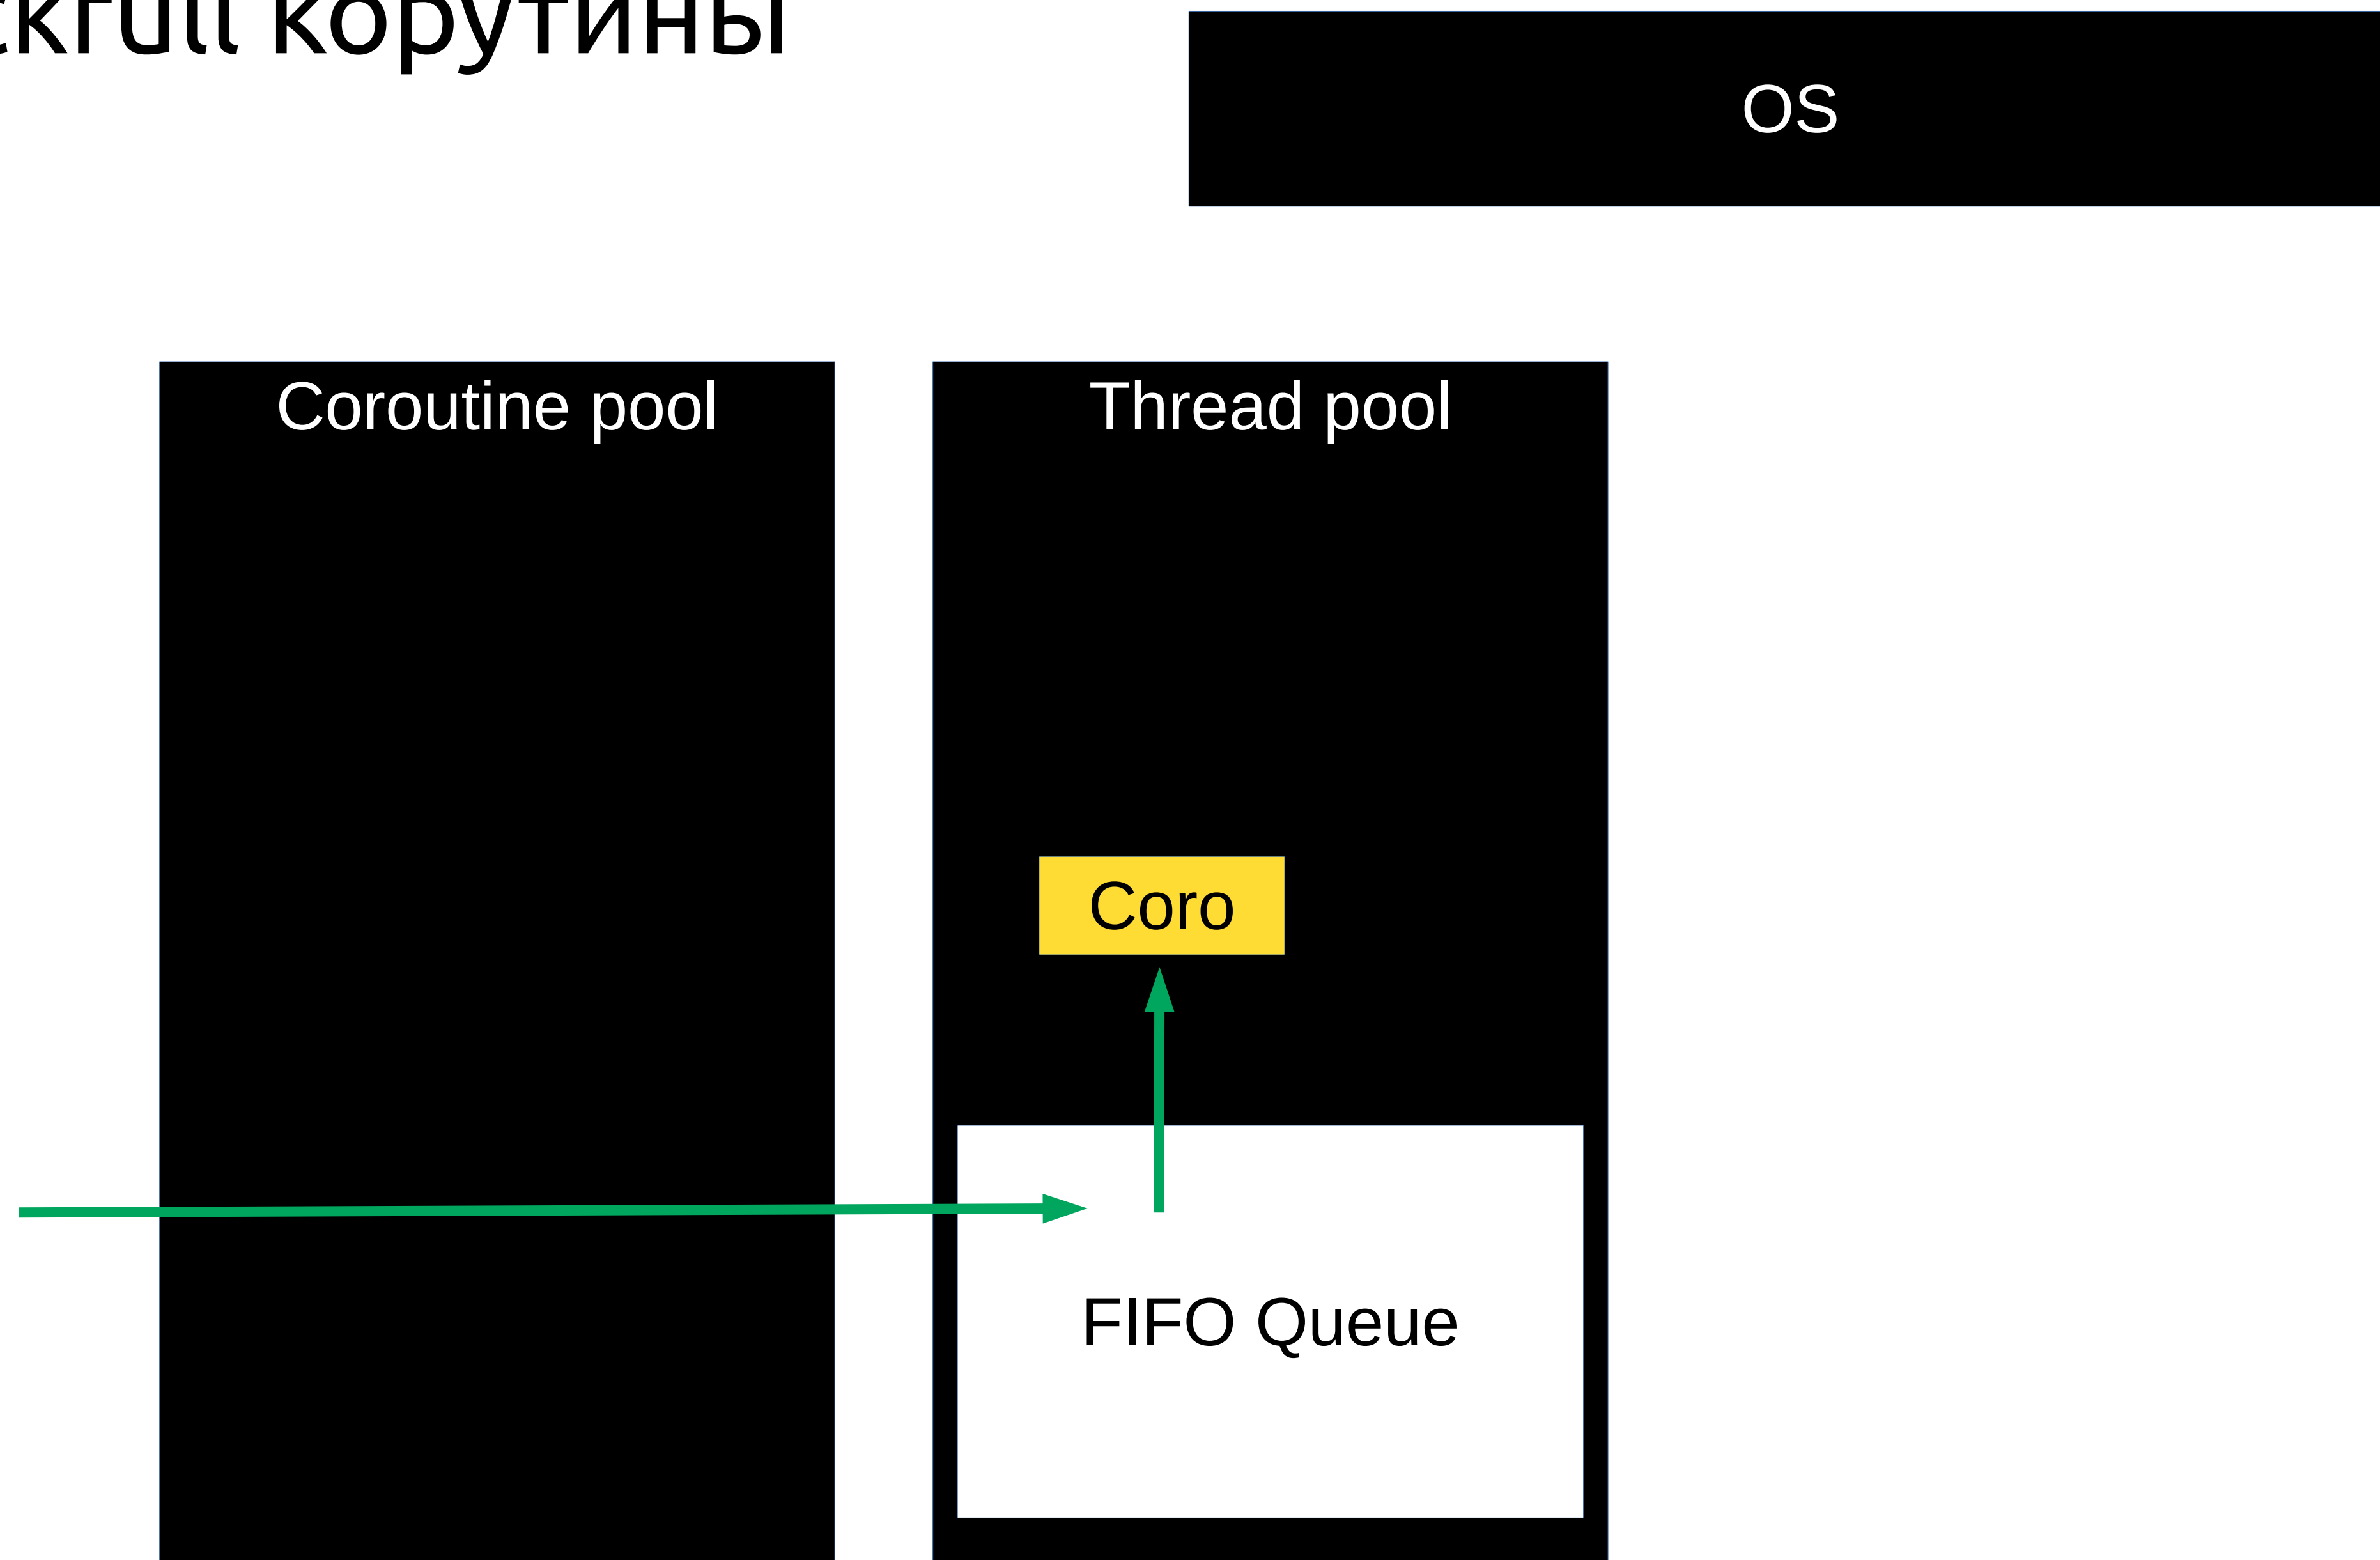 корутины
OS
Coroutine pool
Thread pool
Coro
FIFO Queue